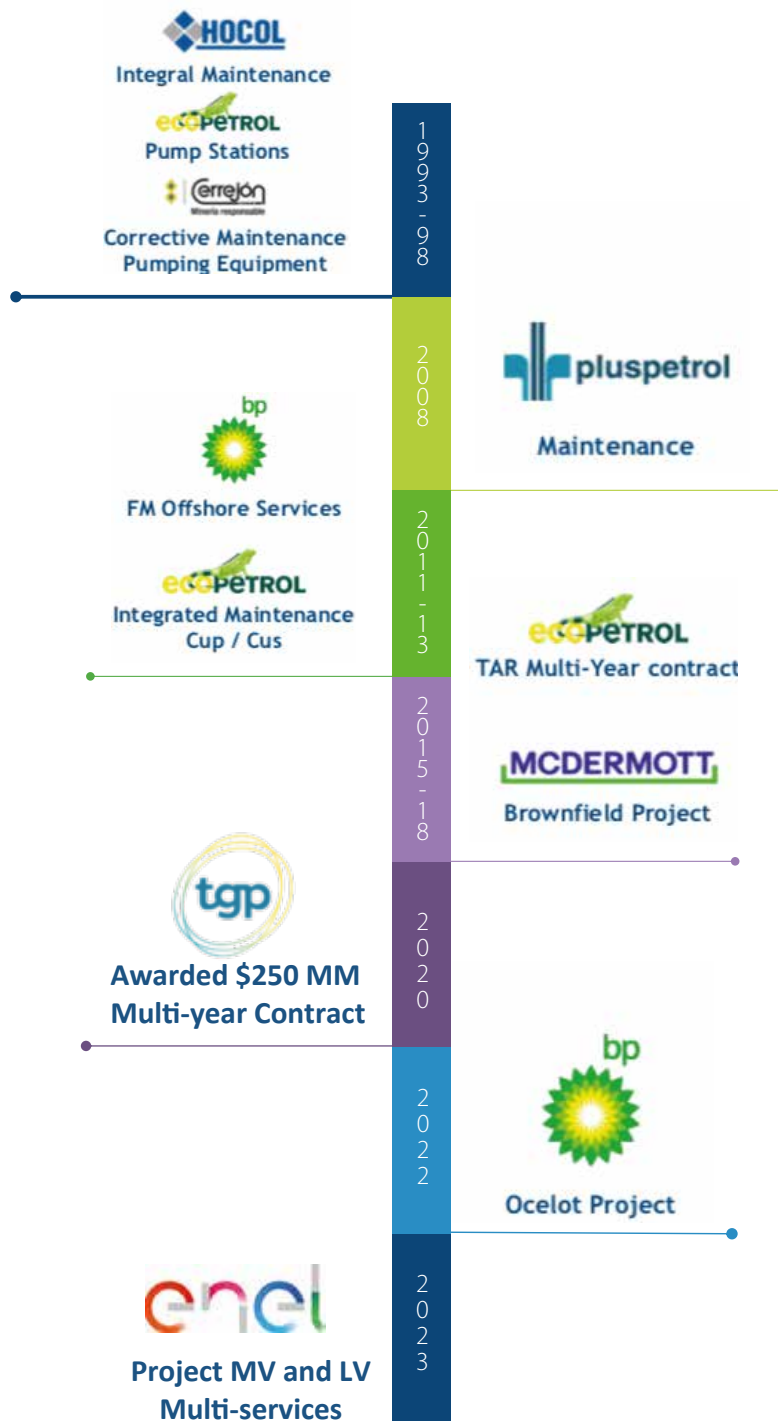 HOCOL
Integral Maintenance
ecoPETROL
Pump Stations
Cerrejón
Minería responsable
Corrective Maintenance
Pumping Equipment
1993-98
2008
pluspetrol
Maintenance
bp
FM Offshore Services
ecoPETROL
Integrated Maintenance
Cup / Cus
2011-13
ecoPETROL
TAR Multi-Year contract
MCDERMOTT
Brownfield Project
2015-18
tgp
Awarded $250 MM
Multi-year Contract
2020
bp
Ocelot Project
2022
enel
Project MV and LV
Multi-services
2023